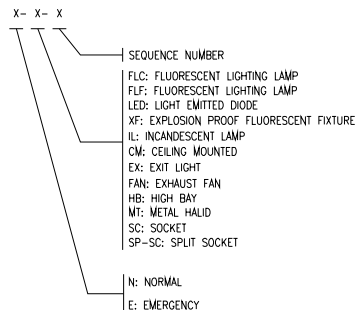 X- X- X
SEQUENCE NUMBER
FLC: FLUORESCENT LIGHTING LAMP
FLF: FLUORESCENT LIGHTING LAMP
LED: LIGHT EMITTED DIODE
XF: EXPLOSION PROOF FLUORESCENT FIXTURE
IL: INCANDESCENT LAMP
CM: CEILING MOUNTED
EX: EXIT LIGHT
FAN: EXHAUST FAN
HB: HIGH BAY
MT: METAL HALID
SC: SOCKET
SP-SC: SPLIT SOCKET
N: NORMAL
E: EMERGENCY